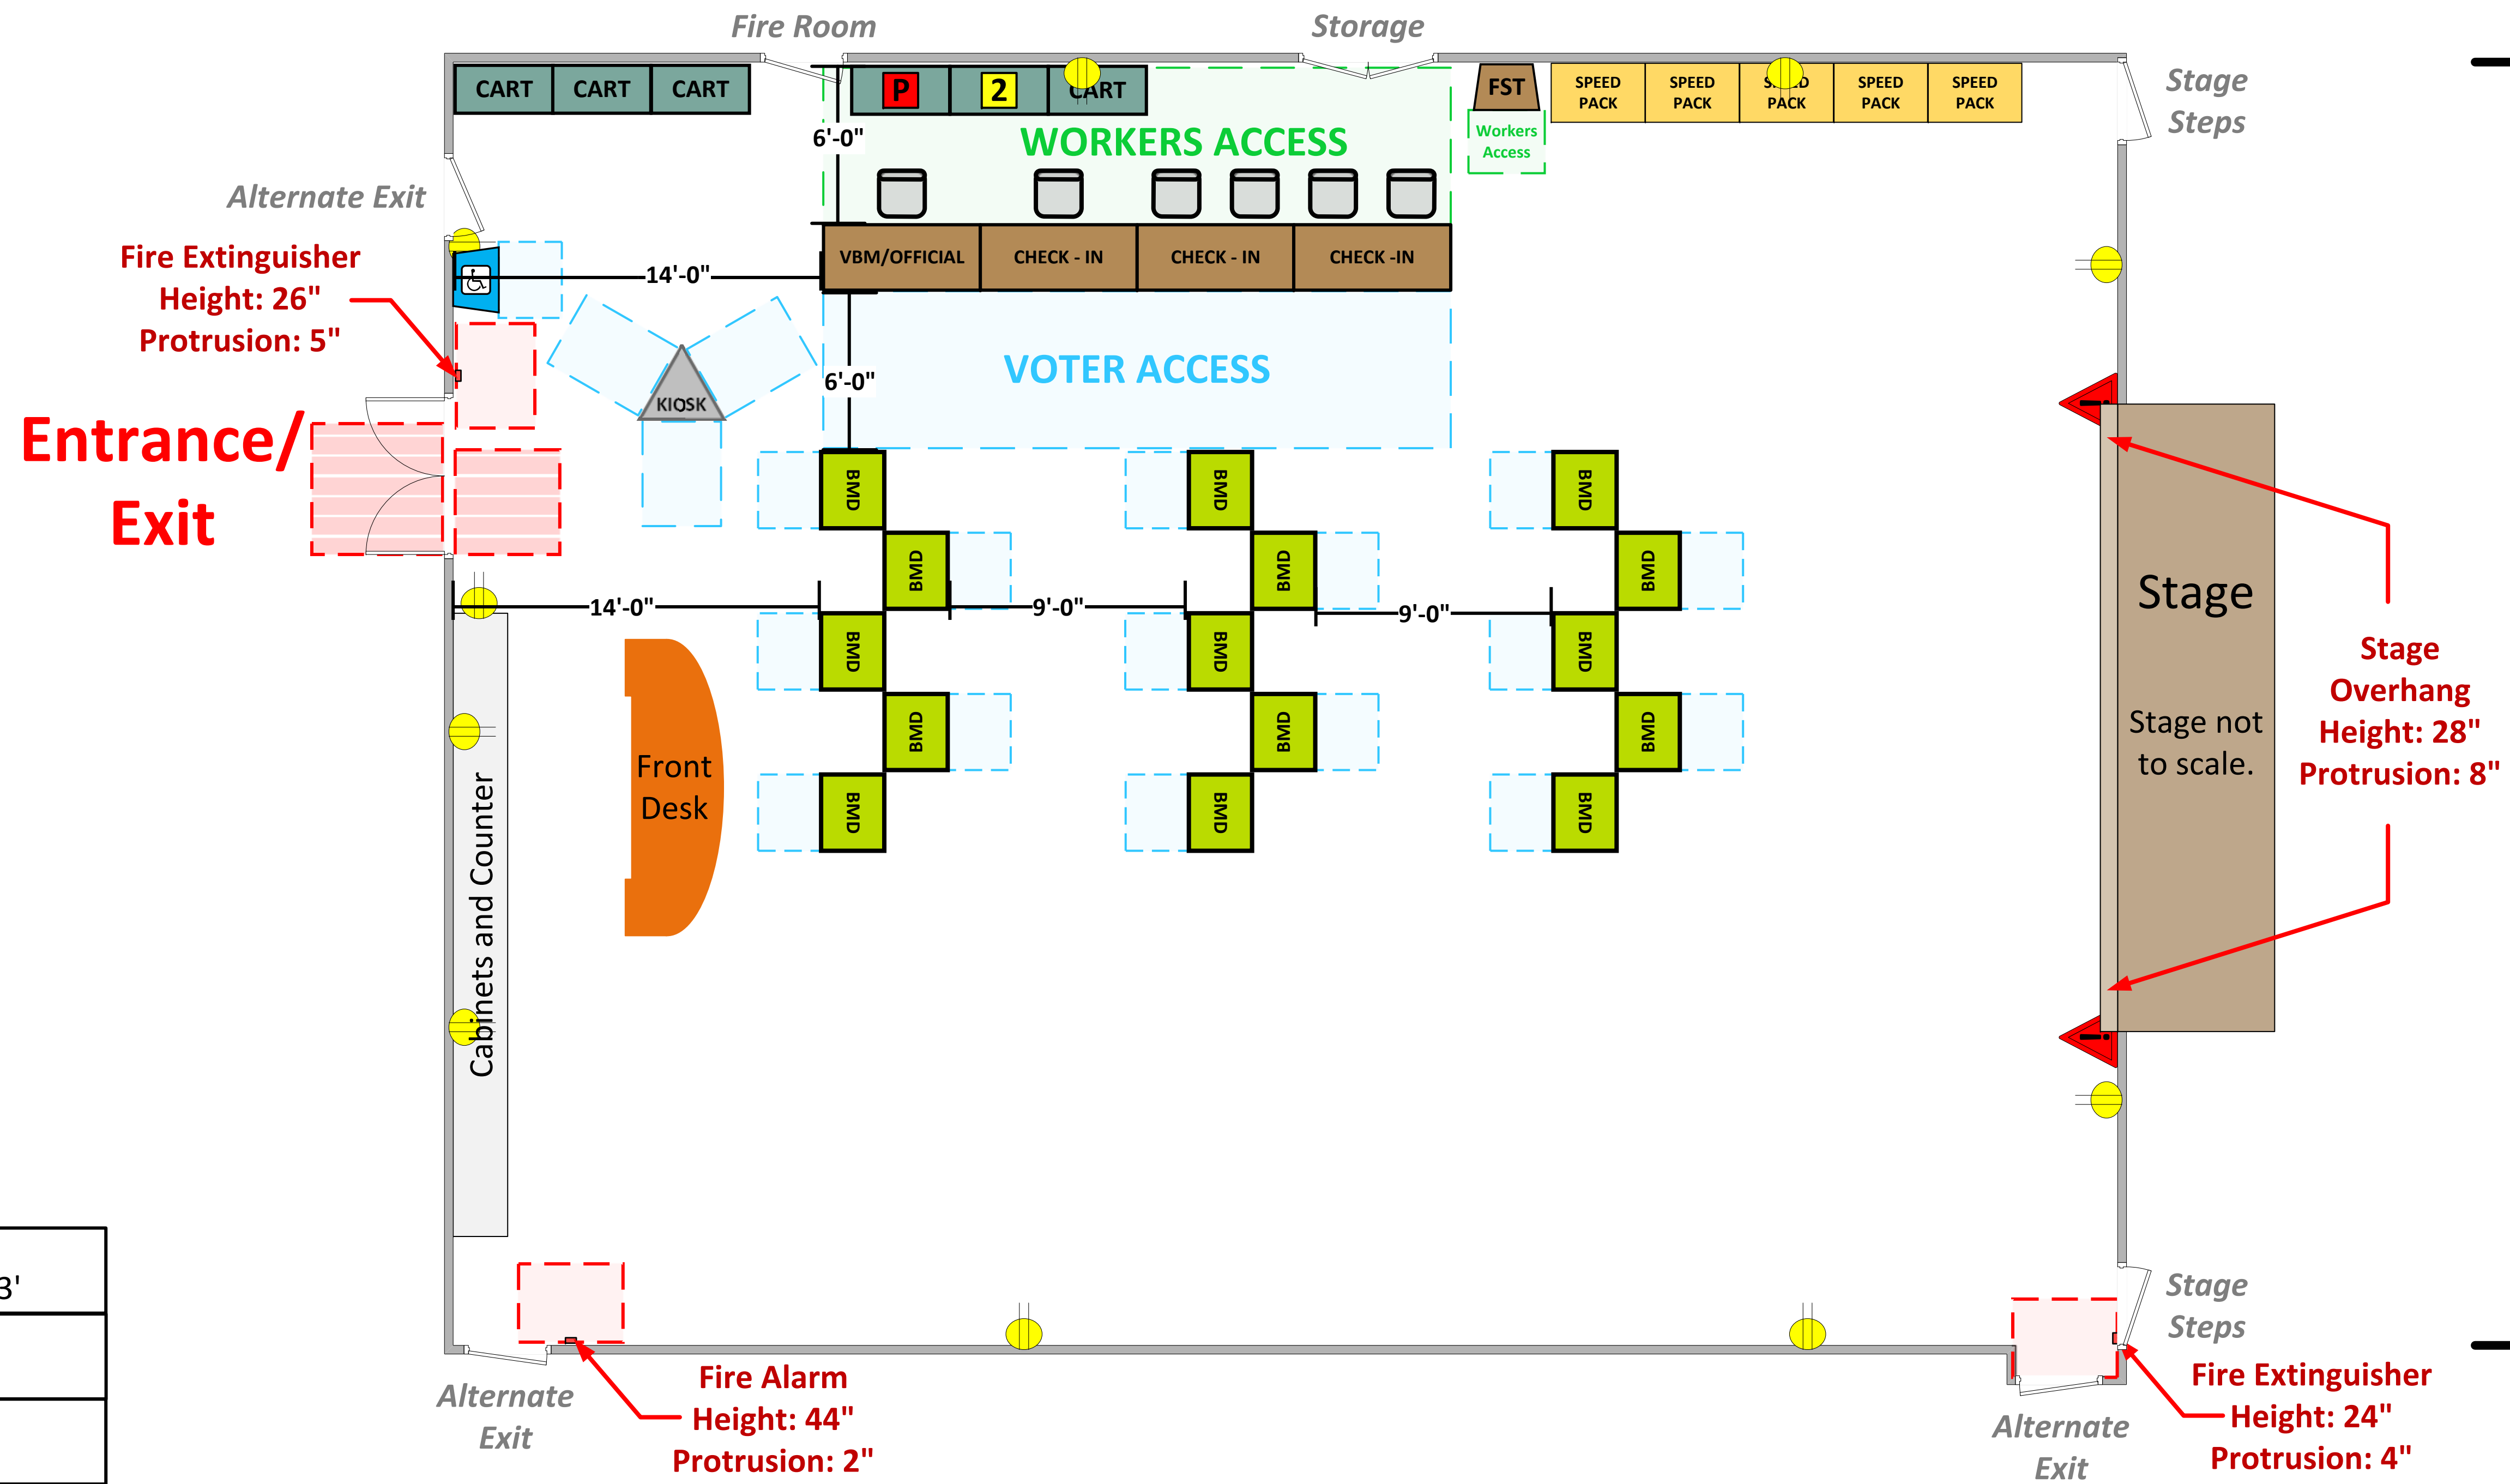 Fire Room
Storage
CART
CART
CART
P
2
CART
FST
SPEED
PACK
SPEED
PACK
SPEED
PACK
SPEED
PACK
SPEED
PACK
Stage
Steps
6'-0"
WORKERS ACCESS
Workers
Access
Alternate Exit
Fire Extinguisher
Height: 26"
Protrusion: 5"
14'-0"
VBM/OFFICIAL
CHECK - IN
CHECK - IN
CHECK -IN
Entrance/
Exit
KIOSK
6'-0"
VOTER ACCESS
BMD
BMD
BMD
BMD
BMD
BMD
14'-0"
9'-0"
9'-0"
BMD
BMD
BMD
BMD
BMD
BMD
BMD
BMD
BMD
Front
Desk
Cabinets and Counter
Stage
Stage not
to scale.
Stage
Overhang
Height: 28"
Protrusion: 8"
3'
Stage
Steps
Alternate
Exit
Fire Alarm
Height: 44"
Protrusion: 2"
Alternate
Exit
Fire Extinguisher
Height: 24"
Protrusion: 4"